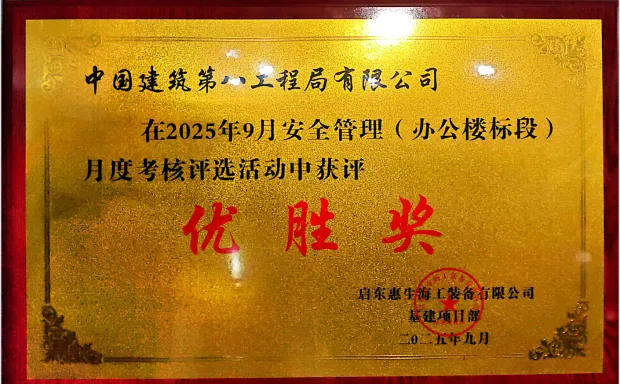 中国建筑第八工程局有限公司
在2025年9月安全管理（办公楼标段）
月度考核评选活动中获评
优胜奖
启东惠生海工装备有限公司
基建项目部
二〇二五年九月